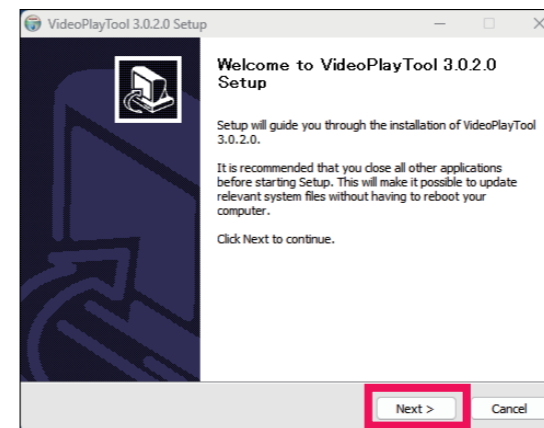 VideoPlayTool 3.0.2.0 Setup
Welcome to VideoPlayTool 3.0.2.0
Setup
Setup will guide you through the installation of VideoPlayTool
3.0.2.0.
It is recommended that you close all other applications
before starting Setup. This will make it possible to update
relevant system files without having to reboot your
computer.
Click Next to continue.
Next >
Cancel